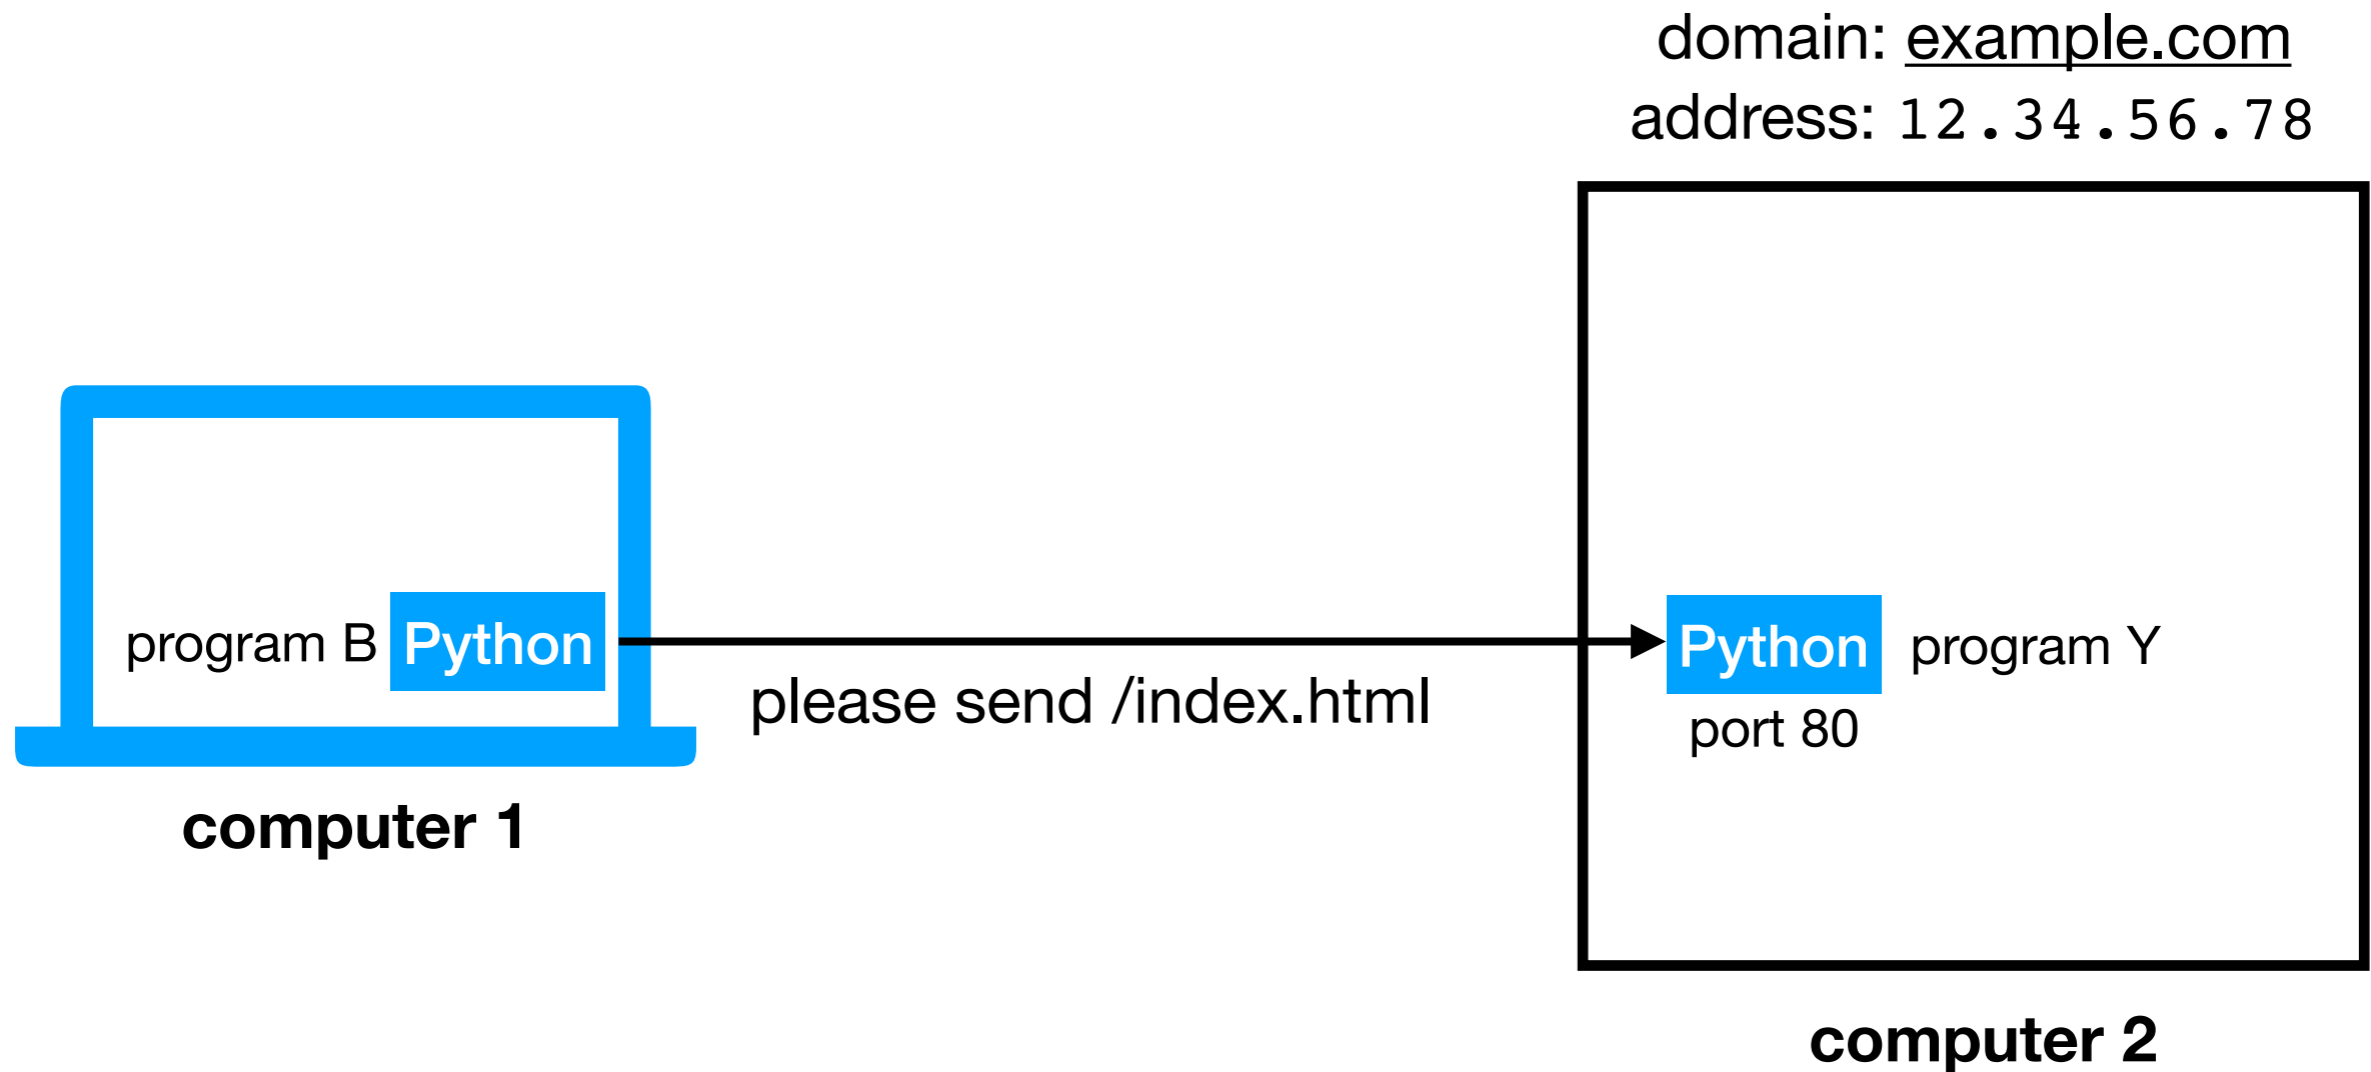 domain: example.com
address: 12.34.56.78
program B Python
please send /index.html
Python program Y
port 80
computer 1
computer 2